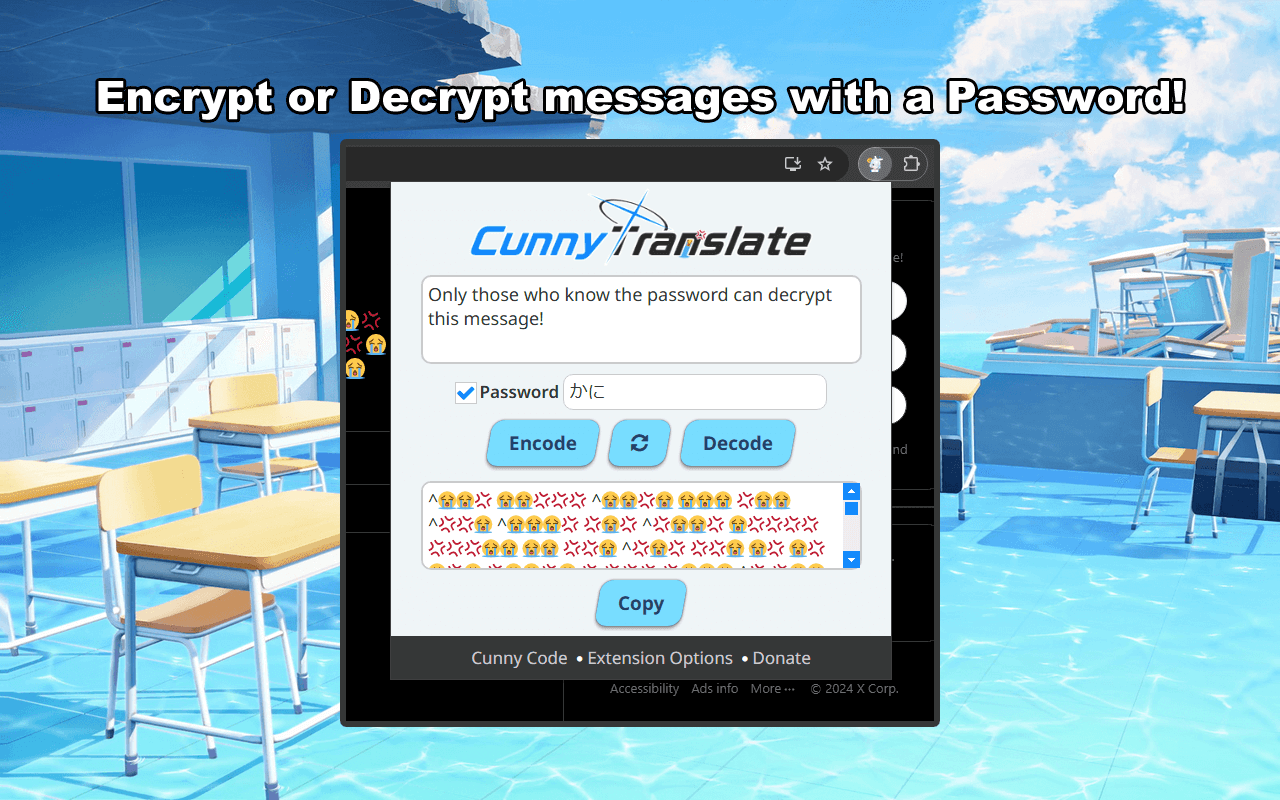 Encrypt or Decrypt messages with a Password!
CunnyTranslate
Only those who know the password can decrypt
this message!
Password かに
Encode Decode
^😭😭💢 😭😭💢💢💢 ^😭😭💢😭 😭😭😭 💢😭😭
^💢💢😭 ^😭😭😭💢 💢😭💢 ^💢😭😭💢 😭💢💢💢💢
💢💢💢😭😭 😭😭 💢💢😭 ^💢😭💢 💢💢😭 😭💢 😭💢
Copy
Cunny Code • Extension Options • Donate
Accessibility Ads info More ··· © 2024 X Corp.